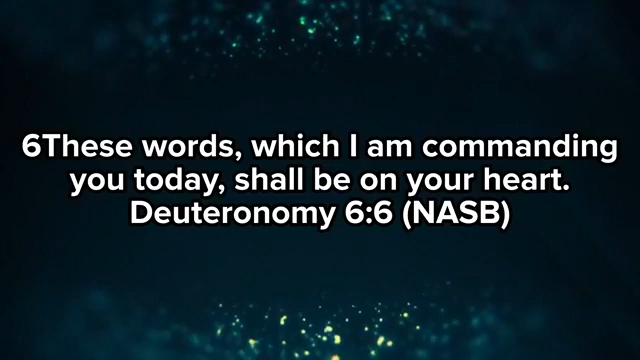 6These words, which I am commanding
you today, shall be on your heart.
Deuteronomy 6:6 (NASB)